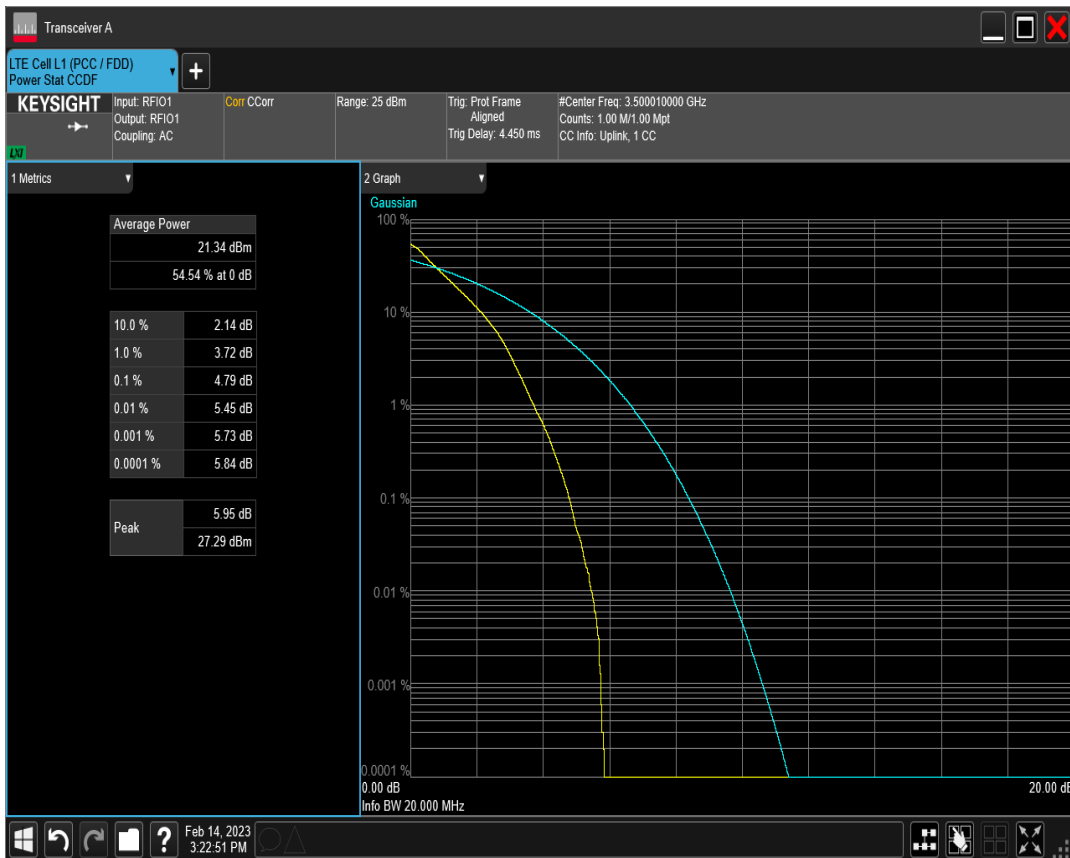 Transceiver A
LTE Cell L1 (PCC / FDD)
Power Stat CCDF
KEYSIGHT
LXI
Input: RFIO1
Output: RFIO1
Coupling: AC
Corr CCorr
Range: 25 dBm
Trig: Prot Frame
Aligned
Trig Delay: 4.450 ms
#Center Freq: 3.500010000 GHz
Counts: 1.00 M/1.00 Mpt
CC Info: Uplink, 1 CC
1 Metrics
Average Power
21.34 dBm
54.54 % at 0 dB
10.0 % 2.14 dB
1.0 % 3.72 dB
0.1 % 4.79 dB
0.01 % 5.45 dB
0.001 % 5.73 dB
0.0001 % 5.84 dB
Peak 5.95 dB
27.29 dBm
2 Graph
Gaussian
100 %
10 %
1 %
0.1 %
0.01 %
0.001 %
0.0001 %
0.00 dB 20.00 dB
Info BW 20.000 MHz
?
Feb 14, 2023
3:22:51 PM